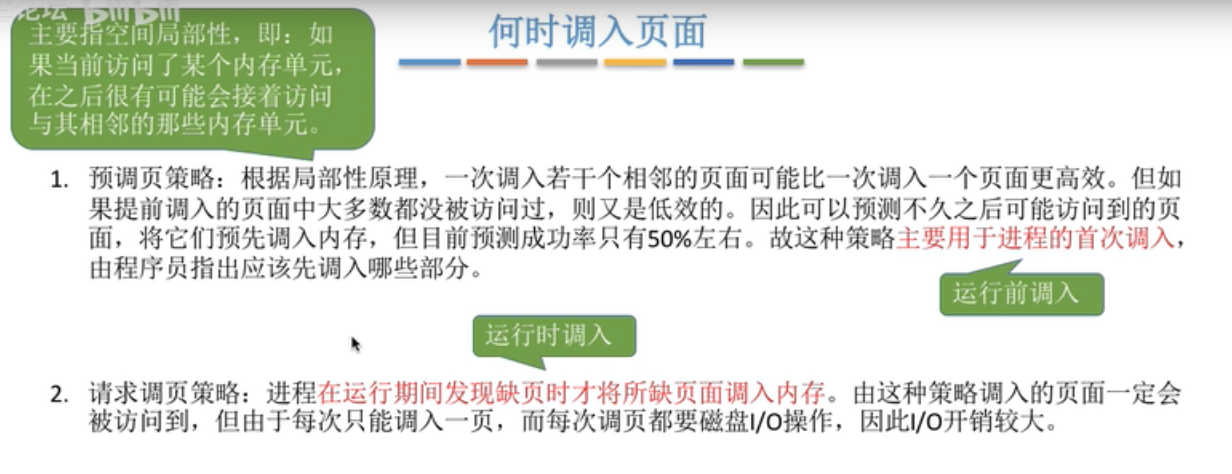 论坛 bilibili
何时调入页面
主要指空间局部性，即：如
果当前访问了某个内存单元，
在之后很有可能会接着访问
与其相邻的那些内存单元。
1. 预调页策略：根据局部性原理，一次调入若干个相邻的页面可能比一次调入一个页面更高效。但如
果提前调入的页面中大多数都没被访问过，则又是低效的。因此可以预测不久之后可能访问到的页
面，将它们预先调入内存，但目前预测成功率只有50%左右。故这种策略主要用于进程的首次调入，
由程序员指出应该先调入哪些部分。
运行前调入
运行时调入
2. 请求调页策略：进程在运行期间发现缺页时才将所缺页面调入内存。由这种策略调入的页面一定会
被访问到，但由于每次只能调入一页，而每次调页都要磁盘I/O操作，因此I/O开销较大。